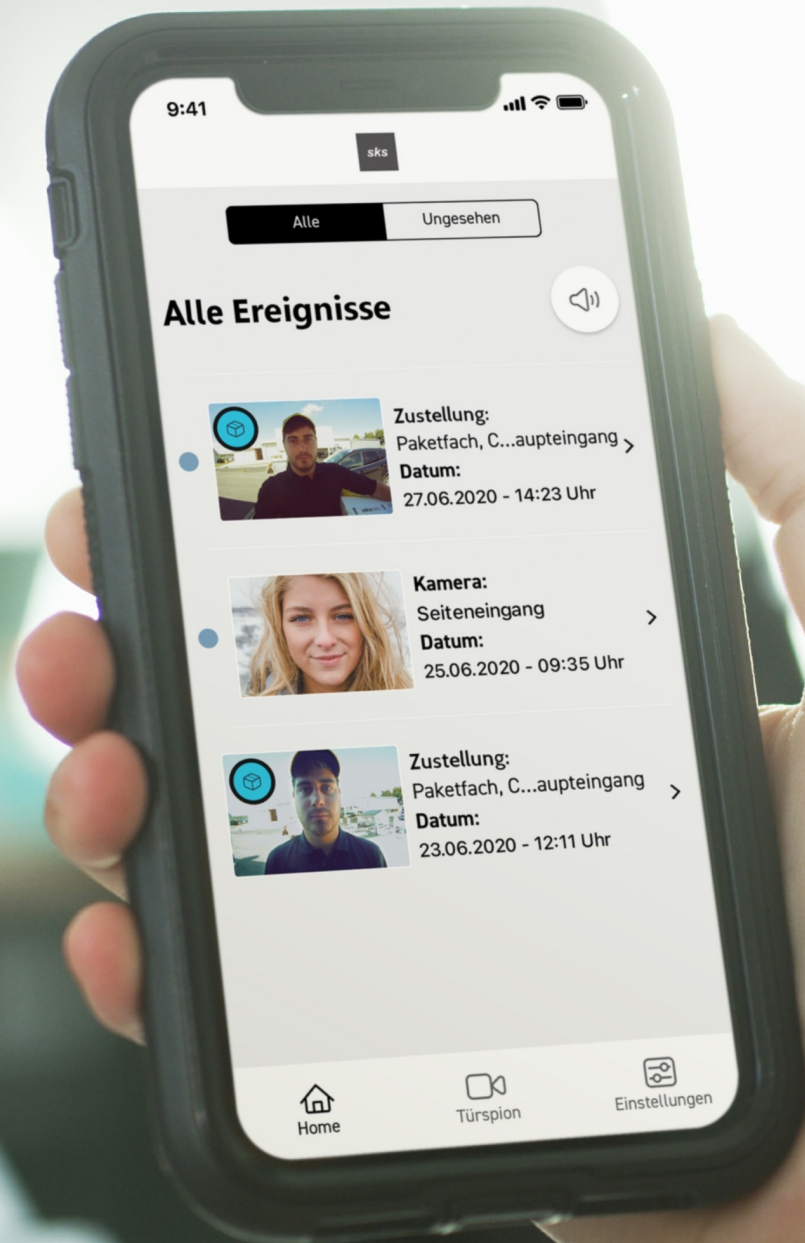 9:41
sks
Alle
Ungesehen
Alle Ereignisse
Zustellung:
Paketfach, C...aupteingang
Datum:
27.06.2020 - 14:23 Uhr
Kamera:
Seiteneingang
Datum:
25.06.2020 - 09:35 Uhr
Zustellung:
Paketfach, C...aupteingang
Datum:
23.06.2020 - 12:11 Uhr
Home
Türspion
Einstellungen